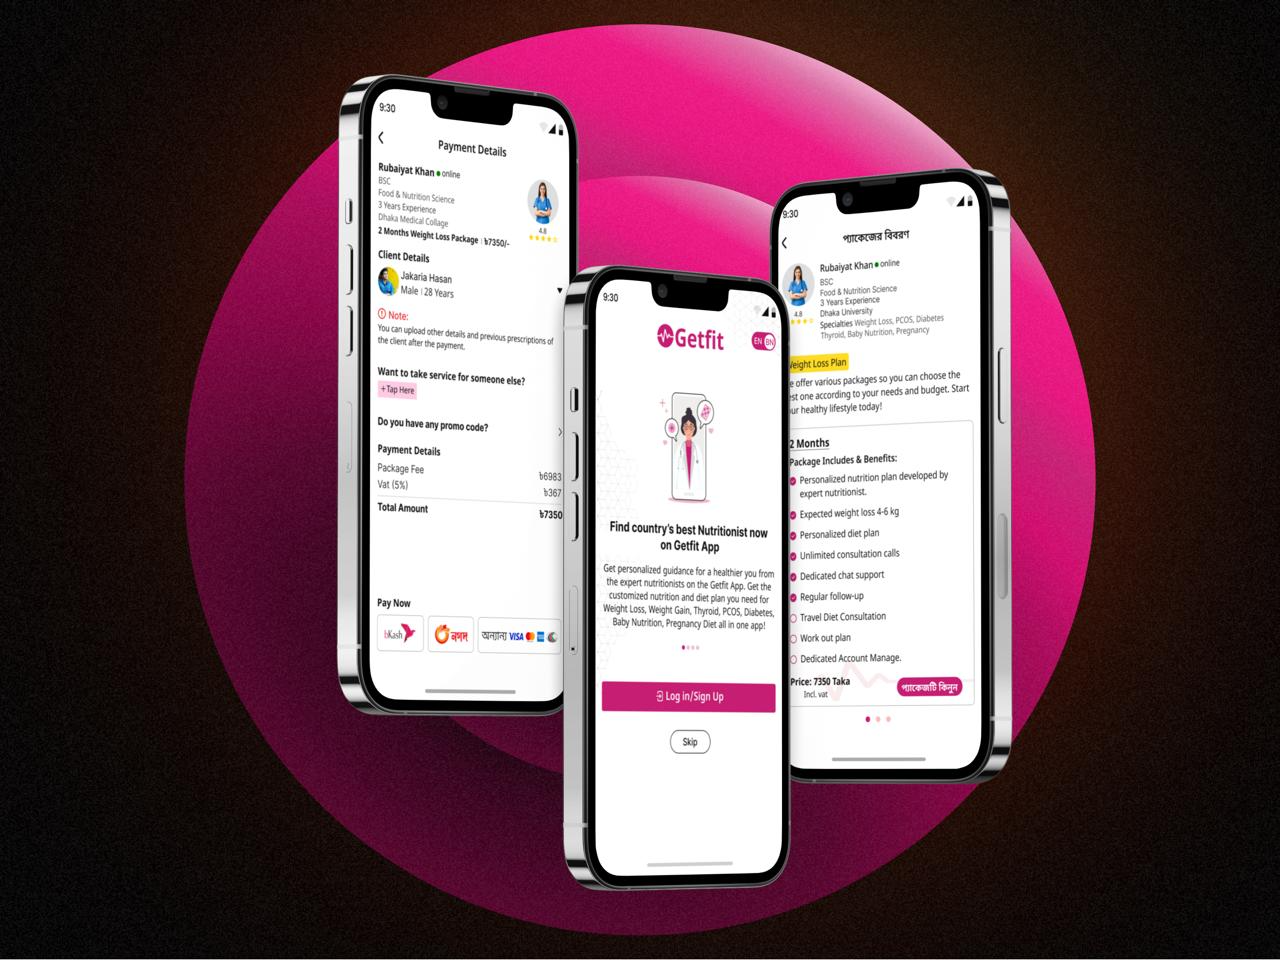 9:30
Payment Details
Rubaiyat Khan online
BSC
Food & Nutrition Science
3 Years Experience
Dhaka Medical Collage
2 Months Weight Loss Package | ৳7350/-
4.8
Client Details
Jakaria Hasan
Male | 28 Years
Note:
You can upload other details and previous prescriptions of
the client after the payment.
Want to take service for someone else?
+Tap Here
Do you have any promo code?
Payment Details
Package Fee ৳6983
Vat (5%) ৳367
Total Amount ৳7350
Pay Now
bKash
নগদ
অন্যান্য VISA
9:30
Getfit
EN BN
Find country's best Nutritionist now
on Getfit App
Get personalized guidance for a healthier you from
the expert nutritionists on the Getfit App. Get the
customized nutrition and diet plan you need for
Weight Loss, Weight Gain, Thyroid, PCOS, Diabetes,
Baby Nutrition, Pregnancy Diet all in one app!
Log in/Sign Up
Skip
9:30
প্যাকেজের বিবরণ
Rubaiyat Khan online
BSC
Food & Nutrition Science
3 Years Experience
Dhaka University
Specialties Weight Loss, PCOS, Diabetes
Thyroid, Baby Nutrition, Pregnancy
4.8
Weight Loss Plan
e offer various packages so you can choose the
est one according to your needs and budget. Start
ur healthy lifestyle today!
2 Months
Package Includes & Benefits:
Personalized nutrition plan developed by
expert nutritionist.
Expected weight loss 4-6 kg
Personalized diet plan
Unlimited consultation calls
Dedicated chat support
Regular follow-up
Travel Diet Consultation
Work out plan
Dedicated Account Manage.
Price: 7350 Taka
Incl. vat
প্যাকেজটি কিনুন